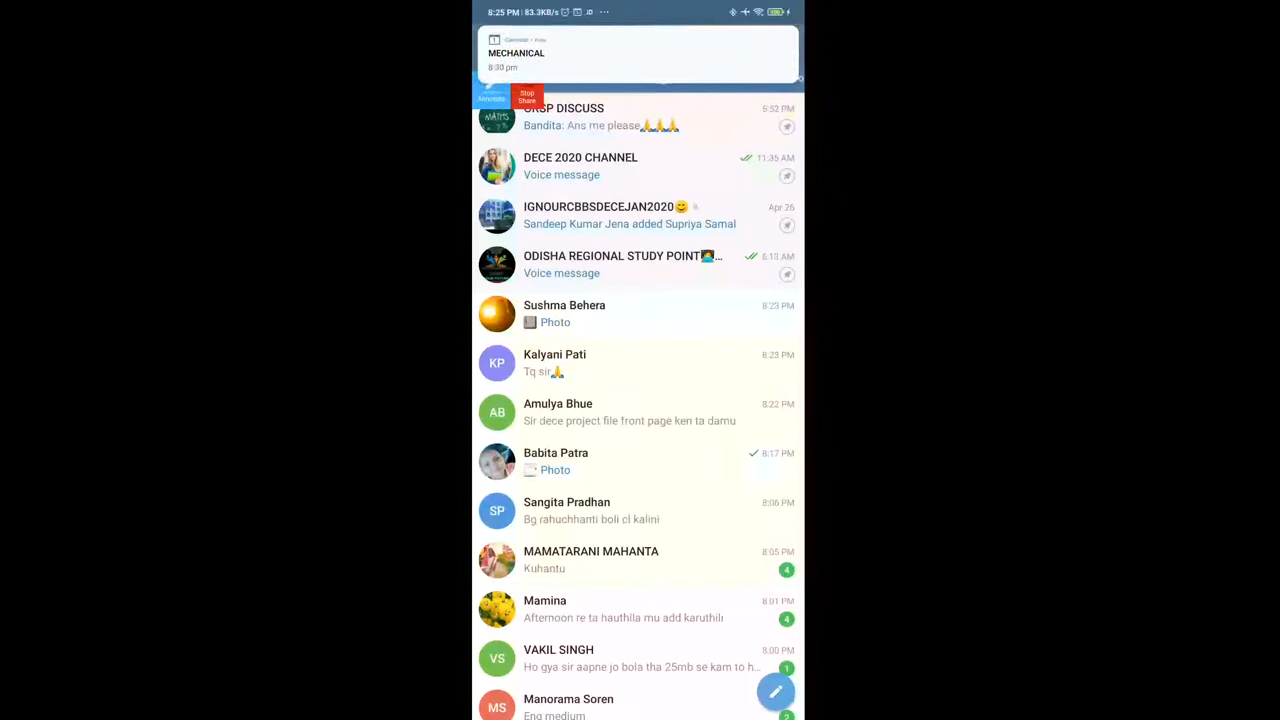 8:25 PM | 83.3KB/s
Calendar • now
MECHANICAL
8:30 pm
Stop
Share
ORSP DISCUSS 5:52 PM
MATHS
Bandita: Ans me please🙏🙏🙏
DECE 2020 CHANNEL 11:35 AM
Voice message
IGNOURCBBSDECEJAN2020😊 Apr 26
Sandeep Kumar Jena added Supriya Samal
ODISHA REGIONAL STUDY POINT👩‍💻... 6:13 AM
Voice message
Sushma Behera 8:23 PM
Photo
KP Kalyani Pati 8:23 PM
Tq sir🙏
AB Amulya Bhue 8:22 PM
Sir dece project file front page ken ta damu
Babita Patra 8:17 PM
Photo
SP Sangita Pradhan 8:06 PM
Bg rahuchhanti boli cl kalini
MAMATARANI MAHANTA 8:05 PM
Kuhantu 4
Mamina 8:01 PM
Afternoon re ta hauthila mu add karuthili 4
VS VAKIL SINGH 8:00 PM
Ho gya sir aapne jo bola tha 25mb se kam to h... 1
MS Manorama Soren
Eng medium 2